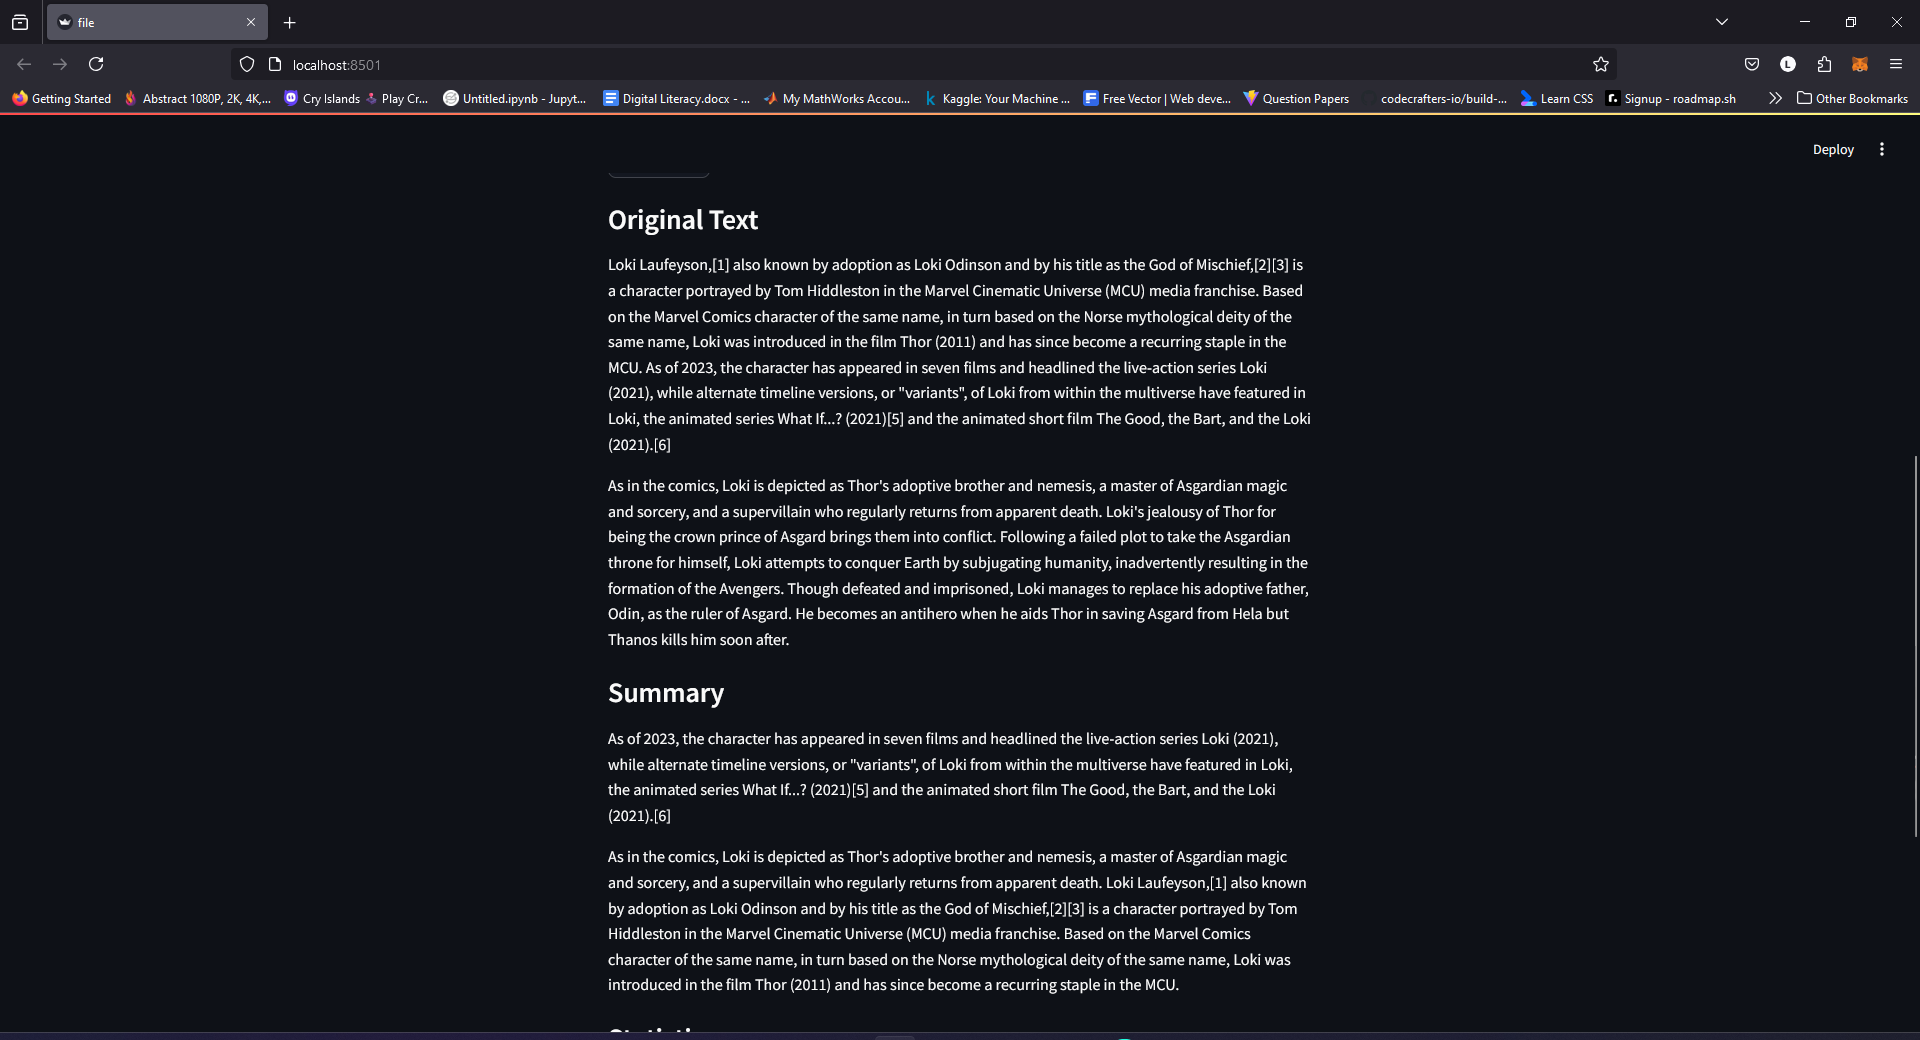 file
localhost:8501
Getting Started
Abstract 1080P, 2K, 4K,...
Cry Islands
Play Cr...
Untitled.ipynb - Jupyt...
Digital Literacy.docx - ...
My MathWorks Accou...
Kaggle: Your Machine ...
Free Vector | Web deve...
Question Papers
codecrafters-io/build-...
Learn CSS
Signup - roadmap.sh
Other Bookmarks
Deploy
Original Text
Loki Laufeyson,[1] also known by adoption as Loki Odinson and by his title as the God of Mischief,[2][3] is
a character portrayed by Tom Hiddleston in the Marvel Cinematic Universe (MCU) media franchise. Based
on the Marvel Comics character of the same name, in turn based on the Norse mythological deity of the
same name, Loki was introduced in the film Thor (2011) and has since become a recurring staple in the
MCU. As of 2023, the character has appeared in seven films and headlined the live-action series Loki
(2021), while alternate timeline versions, or "variants", of Loki from within the multiverse have featured in
Loki, the animated series What If...? (2021)[5] and the animated short film The Good, the Bart, and the Loki
(2021).[6]
As in the comics, Loki is depicted as Thor's adoptive brother and nemesis, a master of Asgardian magic
and sorcery, and a supervillain who regularly returns from apparent death. Loki's jealousy of Thor for
being the crown prince of Asgard brings them into conflict. Following a failed plot to take the Asgardian
throne for himself, Loki attempts to conquer Earth by subjugating humanity, inadvertently resulting in the
formation of the Avengers. Though defeated and imprisoned, Loki manages to replace his adoptive father,
Odin, as the ruler of Asgard. He becomes an antihero when he aids Thor in saving Asgard from Hela but
Thanos kills him soon after.
Summary
As of 2023, the character has appeared in seven films and headlined the live-action series Loki (2021),
while alternate timeline versions, or "variants", of Loki from within the multiverse have featured in Loki,
the animated series What If...? (2021)[5] and the animated short film The Good, the Bart, and the Loki
(2021).[6]
As in the comics, Loki is depicted as Thor's adoptive brother and nemesis, a master of Asgardian magic
and sorcery, and a supervillain who regularly returns from apparent death. Loki Laufeyson,[1] also known
by adoption as Loki Odinson and by his title as the God of Mischief,[2][3] is a character portrayed by Tom
Hiddleston in the Marvel Cinematic Universe (MCU) media franchise. Based on the Marvel Comics
character of the same name, in turn based on the Norse mythological deity of the same name, Loki was
introduced in the film Thor (2011) and has since become a recurring staple in the MCU.